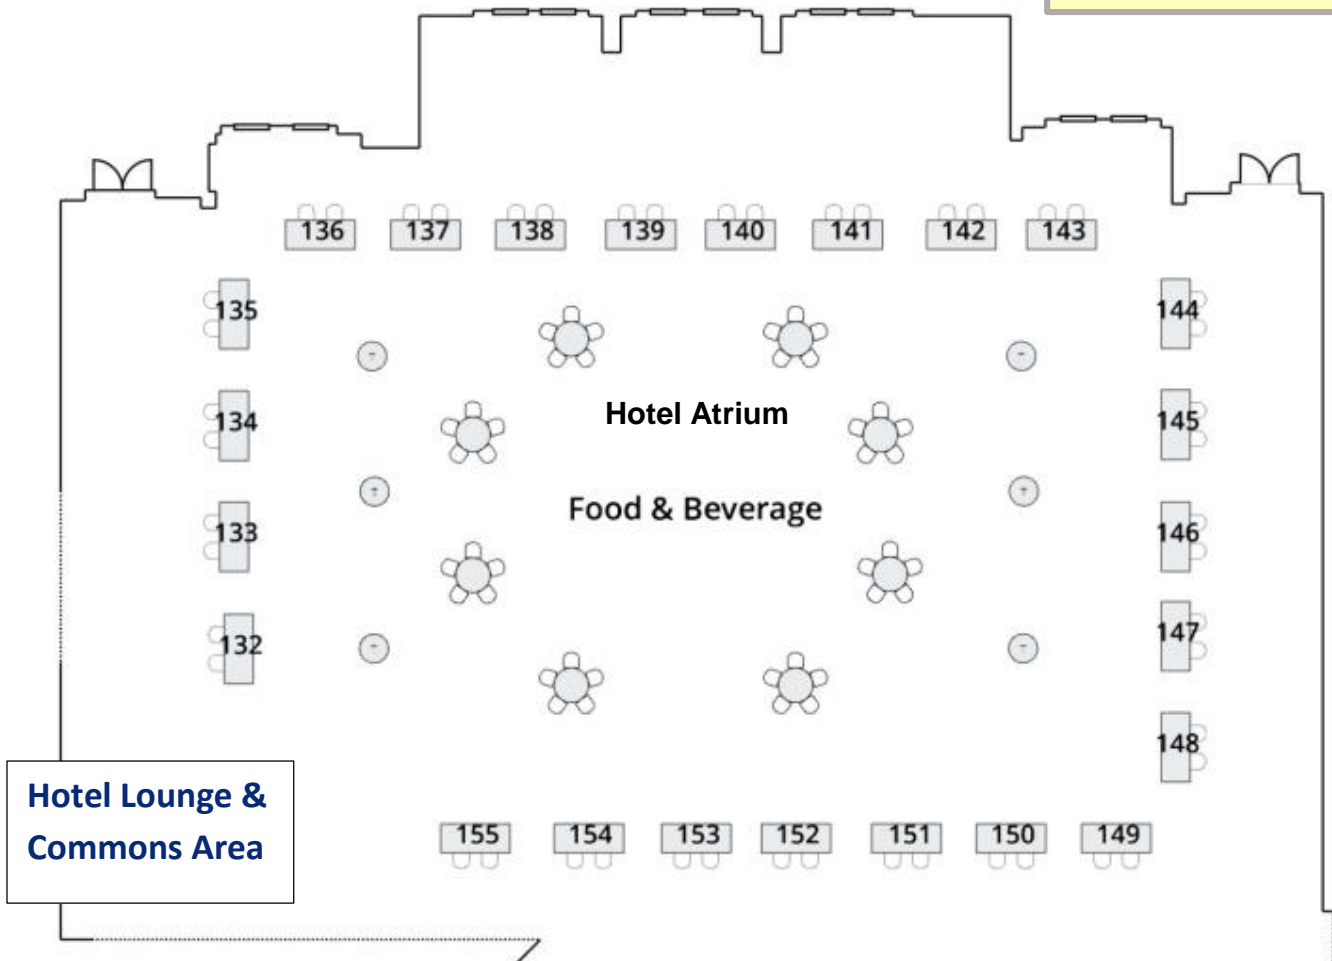 136 137 138 139 140 141 142 143
135 144
134 Hotel Atrium 145
Food & Beverage
133 146
132 147
148
Hotel Lounge &
Commons Area
155 154 153 152 151 150 149